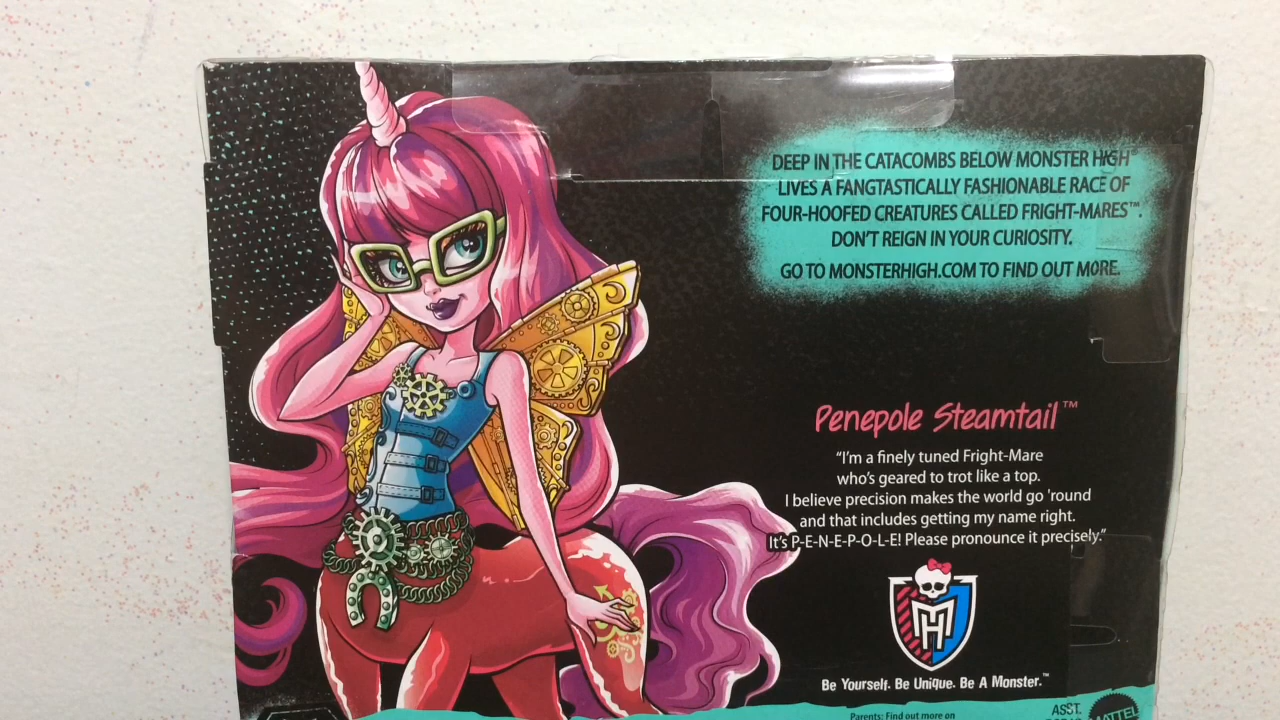 DEEP IN THE CATACOMBS BELOW MONSTER HIGH
LIVES A FANGTASTICALLY FASHIONABLE RACE OF
FOUR-HOOFED CREATURES CALLED FRIGHT-MARES™.
DON'T REIGN IN YOUR CURIOSITY.
GO TO MONSTERHIGH.COM TO FIND OUT MORE.
Penepole Steamtail™
“I'm a finely tuned Fright-Mare
who's geared to trot like a top.
I believe precision makes the world go 'round
and that includes getting my name right.
It's P-E-N-E-P-O-L-E! Please pronounce it precisely.”
MH
Be Yourself. Be Unique. Be A Monster.™
Parents: Find out more on
ASST.
MATTEL